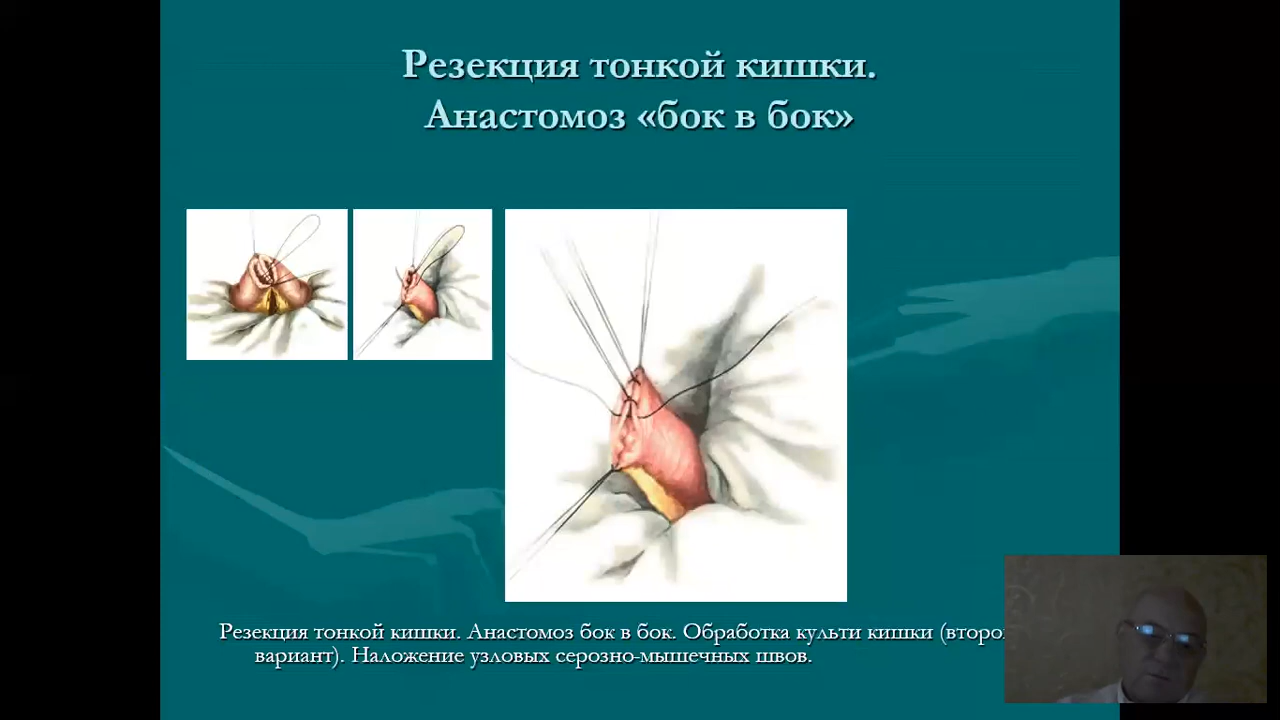 Резекция тонкой кишки.
Анастомоз «бок в бок»
Резекция тонкой кишки. Анастомоз бок в бок. Обработка культи кишки
вариант). Наложение узловых серозно-мышечных швов.